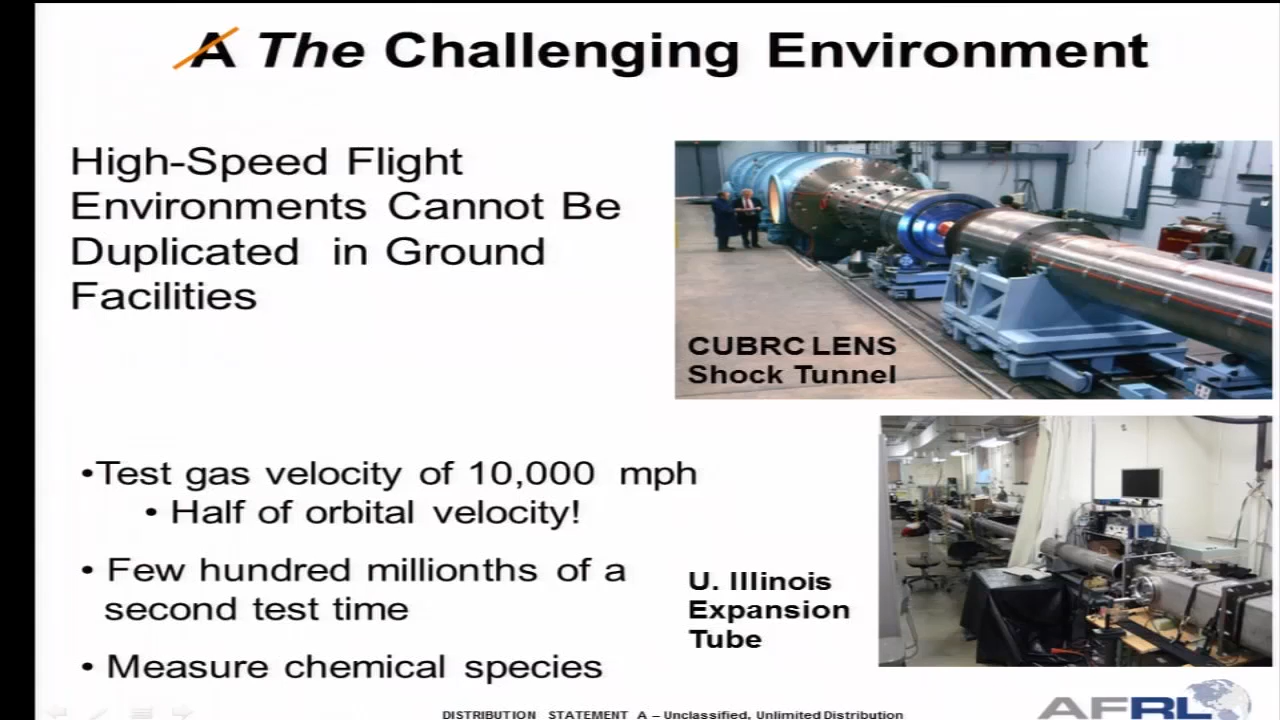 A The Challenging Environment
High-Speed Flight
Environments Cannot Be
Duplicated in Ground
Facilities
CUBRC LENS
Shock Tunnel
•Test gas velocity of 10,000 mph
• Half of orbital velocity!
• Few hundred millionths of a
second test time
• Measure chemical species
U. Illinois
Expansion
Tube
DISTRIBUTION STATEMENT A – Unclassified, Unlimited Distribution
AFRL